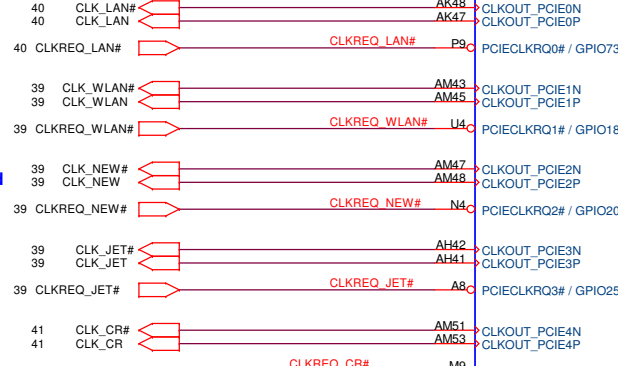 40 CLK_LAN# AK48 CLKOUT_PCIE0N
40 CLK_LAN AK47 CLKOUT_PCIE0P
40 CLKREQ_LAN# CLKREQ_LAN# P9 PCIECLKRQ0# / GPIO73
39 CLK_WLAN# AM43 CLKOUT_PCIE1N
39 CLK_WLAN AM45 CLKOUT_PCIE1P
39 CLKREQ_WLAN# CLKREQ_WLAN# U4 PCIECLKRQ1# / GPIO18
39 CLK_NEW# AM47 CLKOUT_PCIE2N
39 CLK_NEW AM48 CLKOUT_PCIE2P
39 CLKREQ_NEW# CLKREQ_NEW# N4 PCIECLKRQ2# / GPIO20
39 CLK_JET# AH42 CLKOUT_PCIE3N
39 CLK_JET AH41 CLKOUT_PCIE3P
39 CLKREQ_JET# CLKREQ_JET# A8 PCIECLKRQ3# / GPIO25
41 CLK_CR# AM51 CLKOUT_PCIE4N
41 CLK_CR AM53 CLKOUT_PCIE4P
CLKREQ_CR# M9